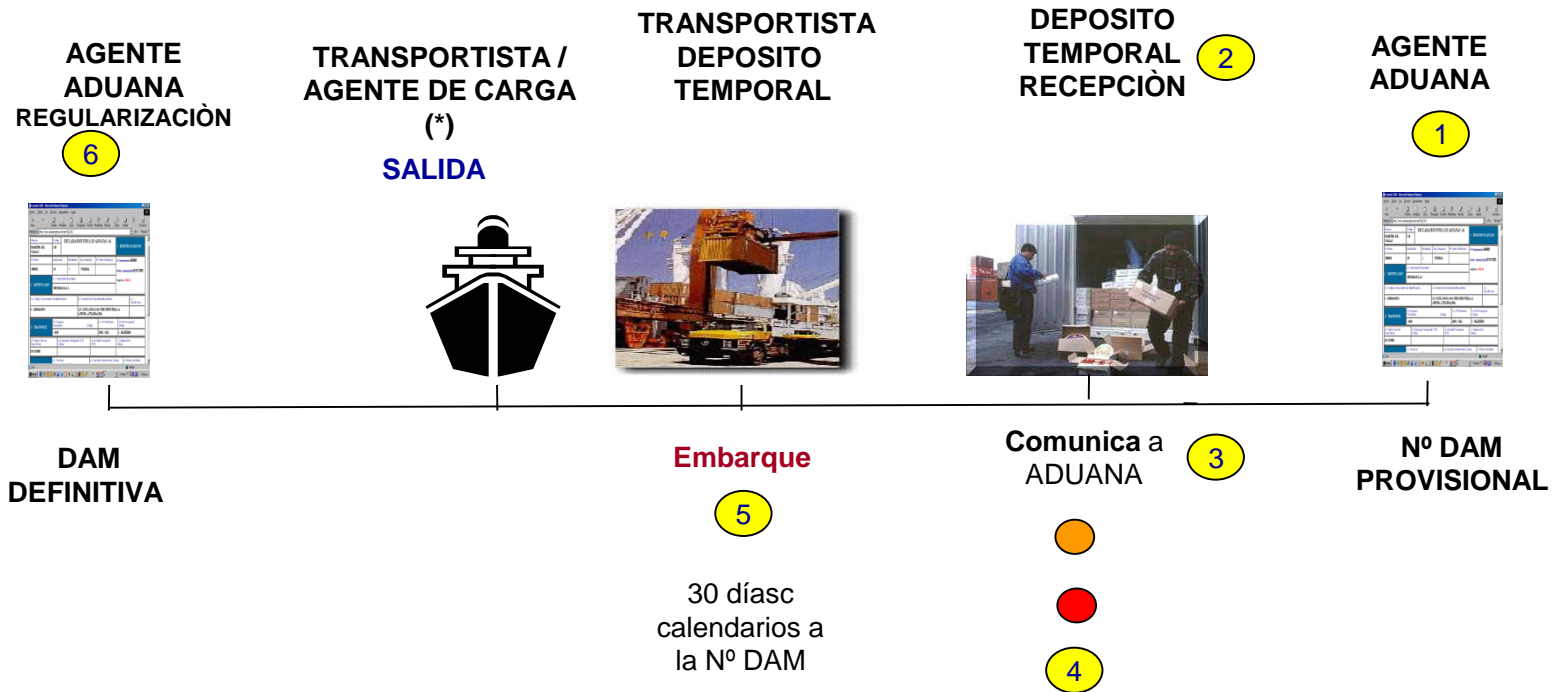 AGENTE
ADUANA
REGULARIZACIÒN
6
TRANSPORTISTA /
AGENTE DE CARGA
(*)
SALIDA
TRANSPORTISTA
DEPOSITO
TEMPORAL
DEPOSITO
TEMPORAL
RECEPCIÒN
2
AGENTE
ADUANA
1
DAM
DEFINITIVA
Embarque
5
30 díasc
calendarios a
la Nº DAM
Comunica a
ADUANA
3
4
Nº DAM
PROVISIONAL